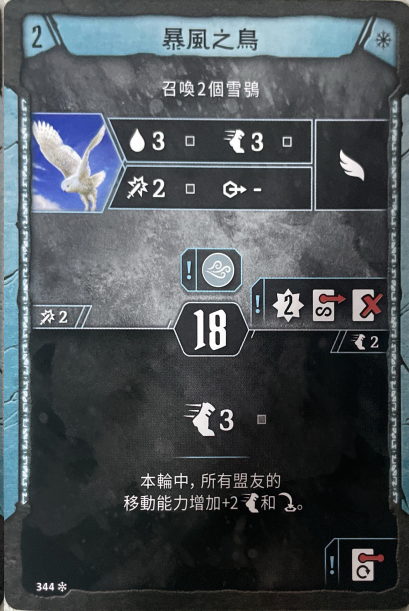 2 暴風之鳥
召喚2個雪鴞
3 3
2 -
!
! 2
2 18
2
3
本輪中, 所有盟友的
移動能力增加+2 和 。
!
344